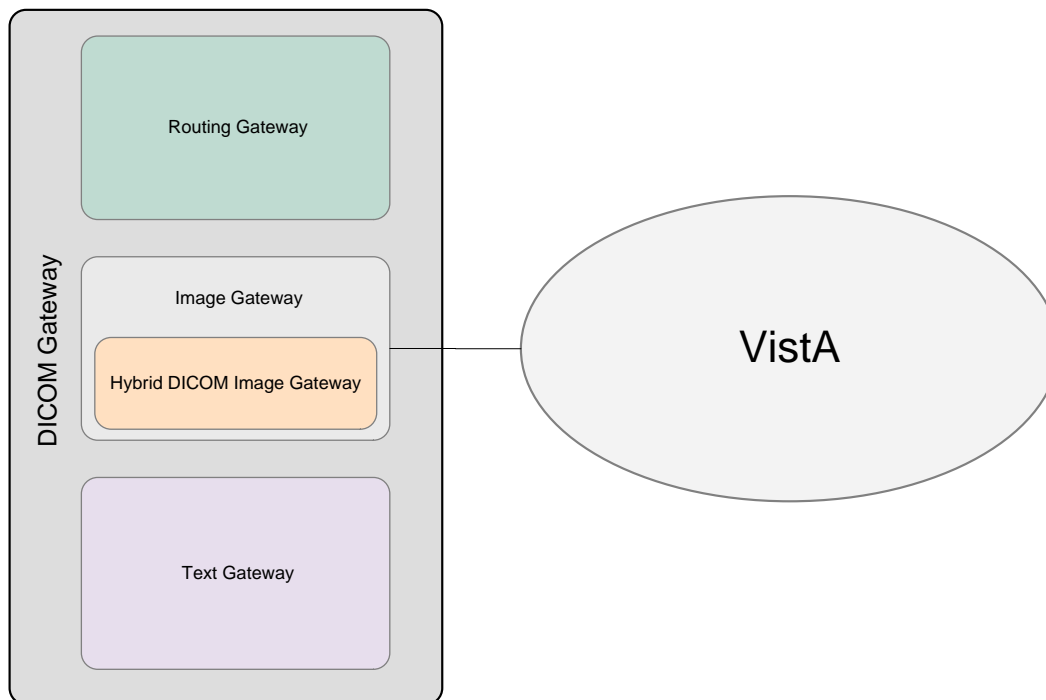 DICOM Gateway
Routing Gateway
Image Gateway
Hybrid DICOM Image Gateway
Text Gateway
VistA